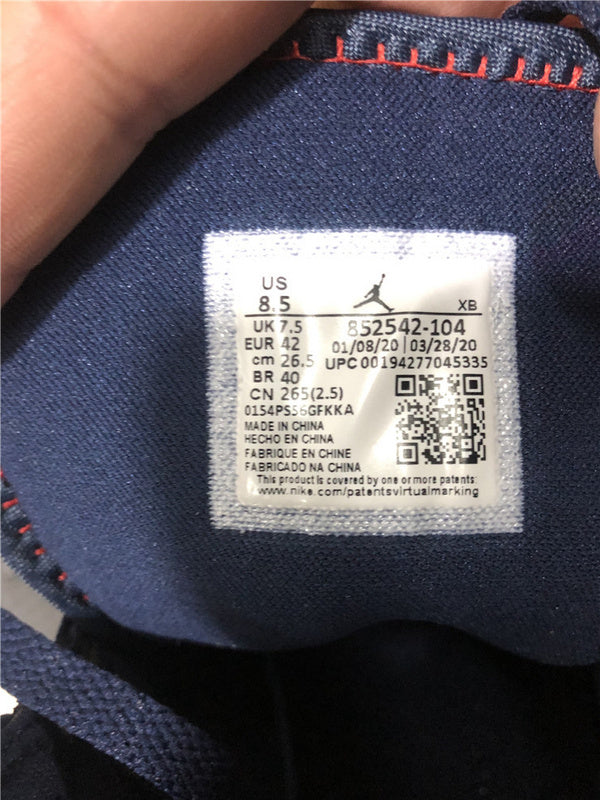 US
8.5
XB
UK 7.5
852542-104
EUR 42
01/08/20 | 03/28/20
cm 26.5
UPC 00194277045335
BR 40
CN 265(2.5)
0154PS56GFKKA
MADE IN CHINA
HECHO EN CHINA
FABRIQUE EN CHINE
FABRICADO NA CHINA
This product is covered by one or more patents:
www.nike.com/patentsvirtualmarking